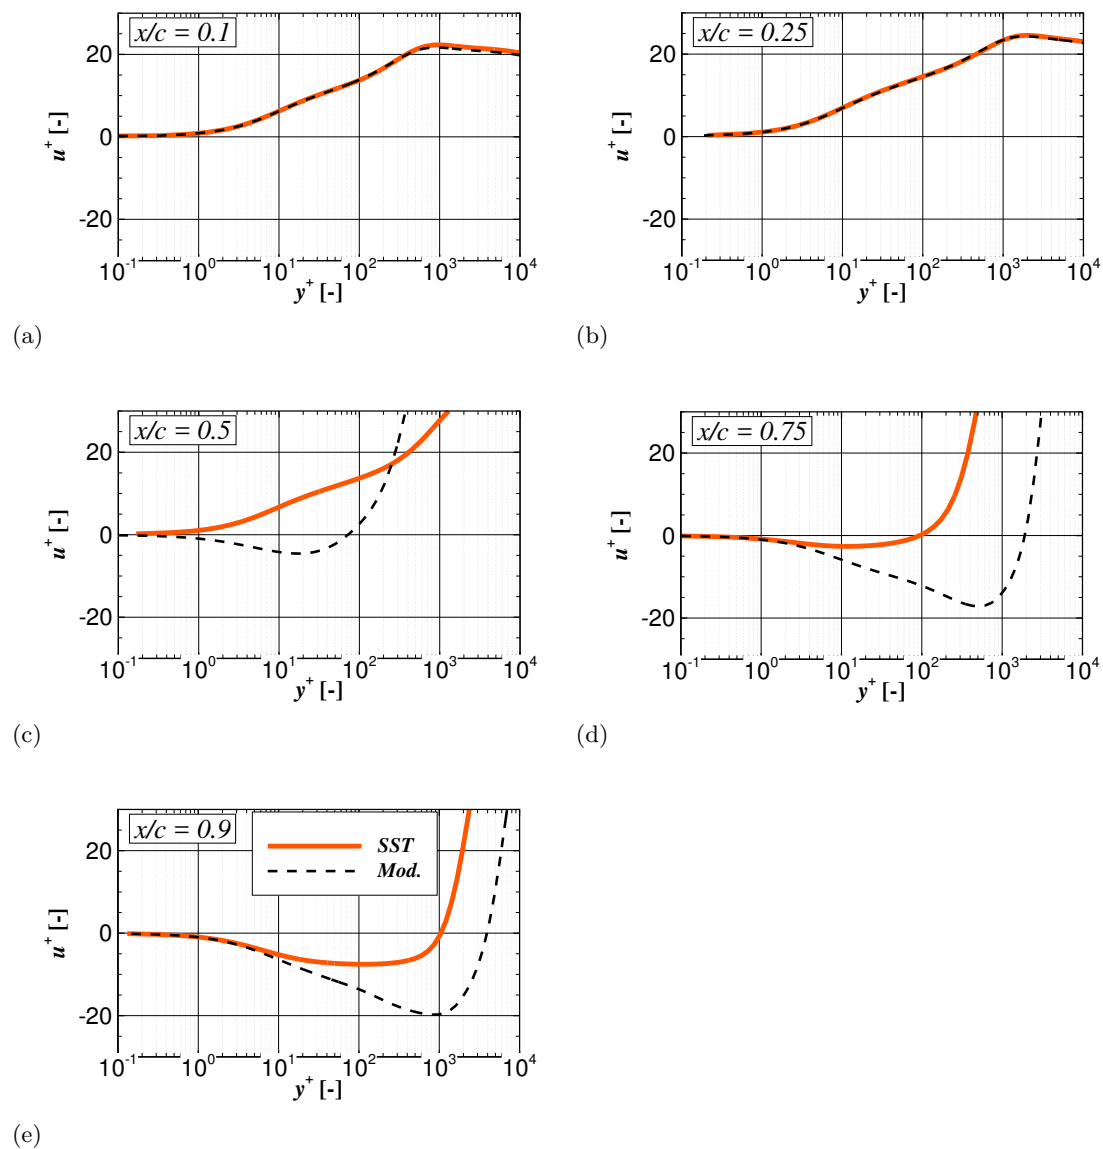 x/c = 0.1
20
0
-20
u⁺ [-]
10⁻¹ 10⁰ 10¹ 10² 10³ 10⁴
y⁺ [-]
(a)
x/c = 0.25
20
0
-20
u⁺ [-]
10⁻¹ 10⁰ 10¹ 10² 10³ 10⁴
y⁺ [-]
(b)
x/c = 0.5
20
0
-20
u⁺ [-]
10⁻¹ 10⁰ 10¹ 10² 10³ 10⁴
y⁺ [-]
(c)
x/c = 0.75
20
0
-20
u⁺ [-]
10⁻¹ 10⁰ 10¹ 10² 10³ 10⁴
y⁺ [-]
(d)
x/c = 0.9
SST
Mod.
20
0
-20
u⁺ [-]
10⁻¹ 10⁰ 10¹ 10² 10³ 10⁴
y⁺ [-]
(e)